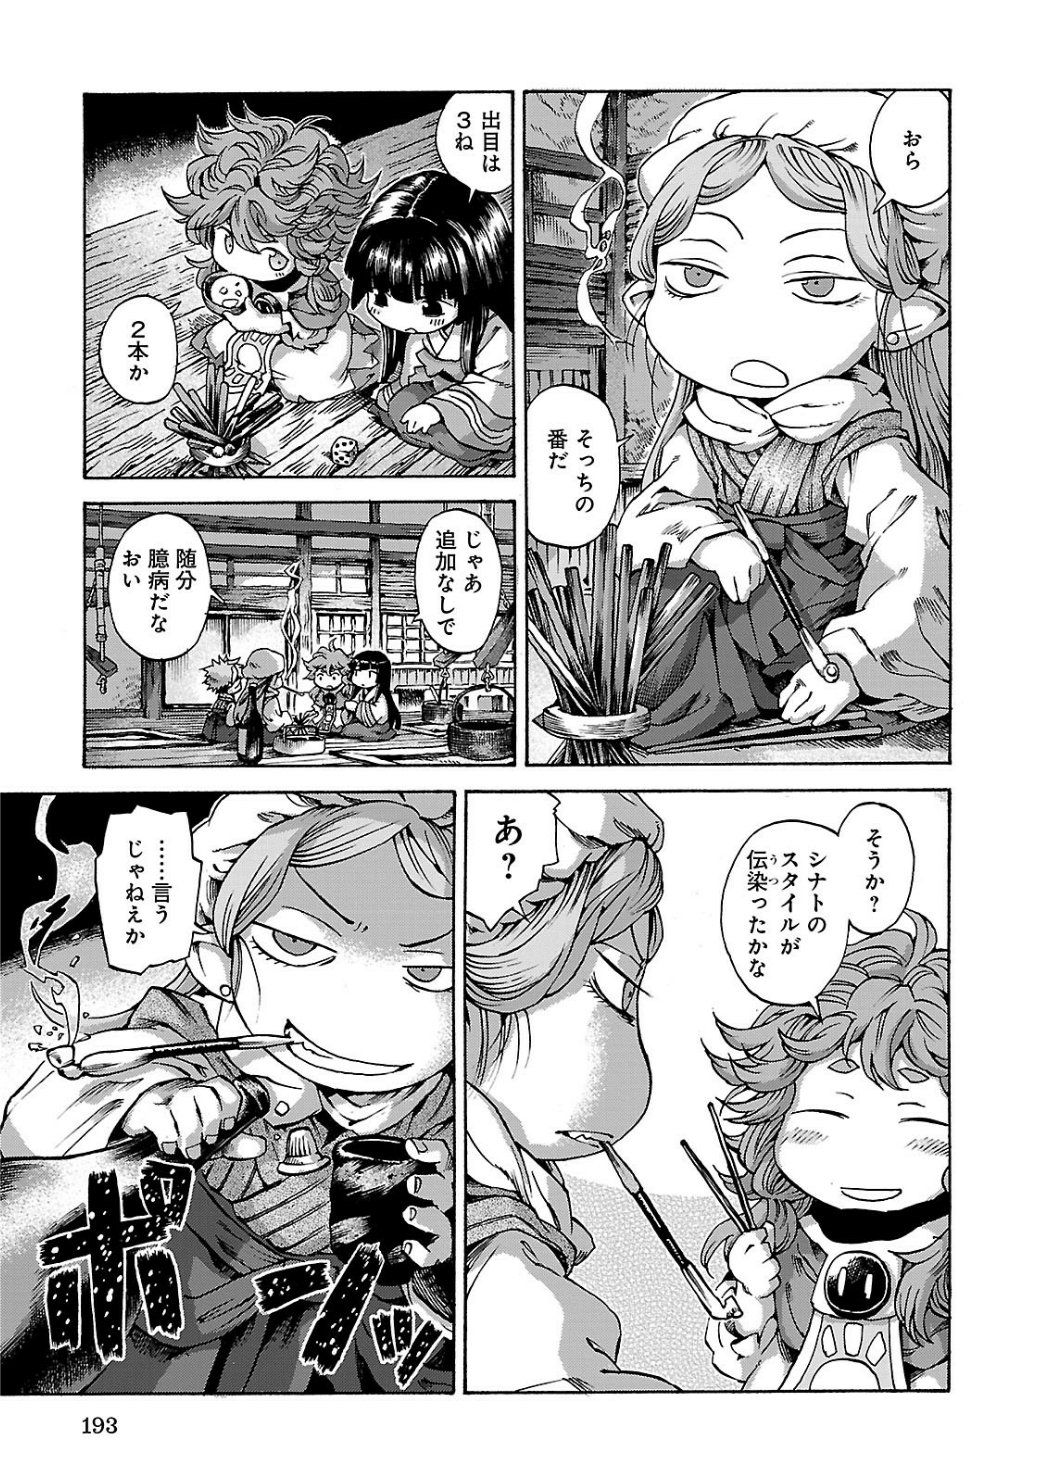 おら
そっちの
番だ
出目は
3ね
2本か
じゃあ
追加なしで
随分
臆病だな
おい
そうか?
シナトの
スタイルが
伝染ったかな
うつ
あ?
……言う
じゃねえか
ボーッ
193